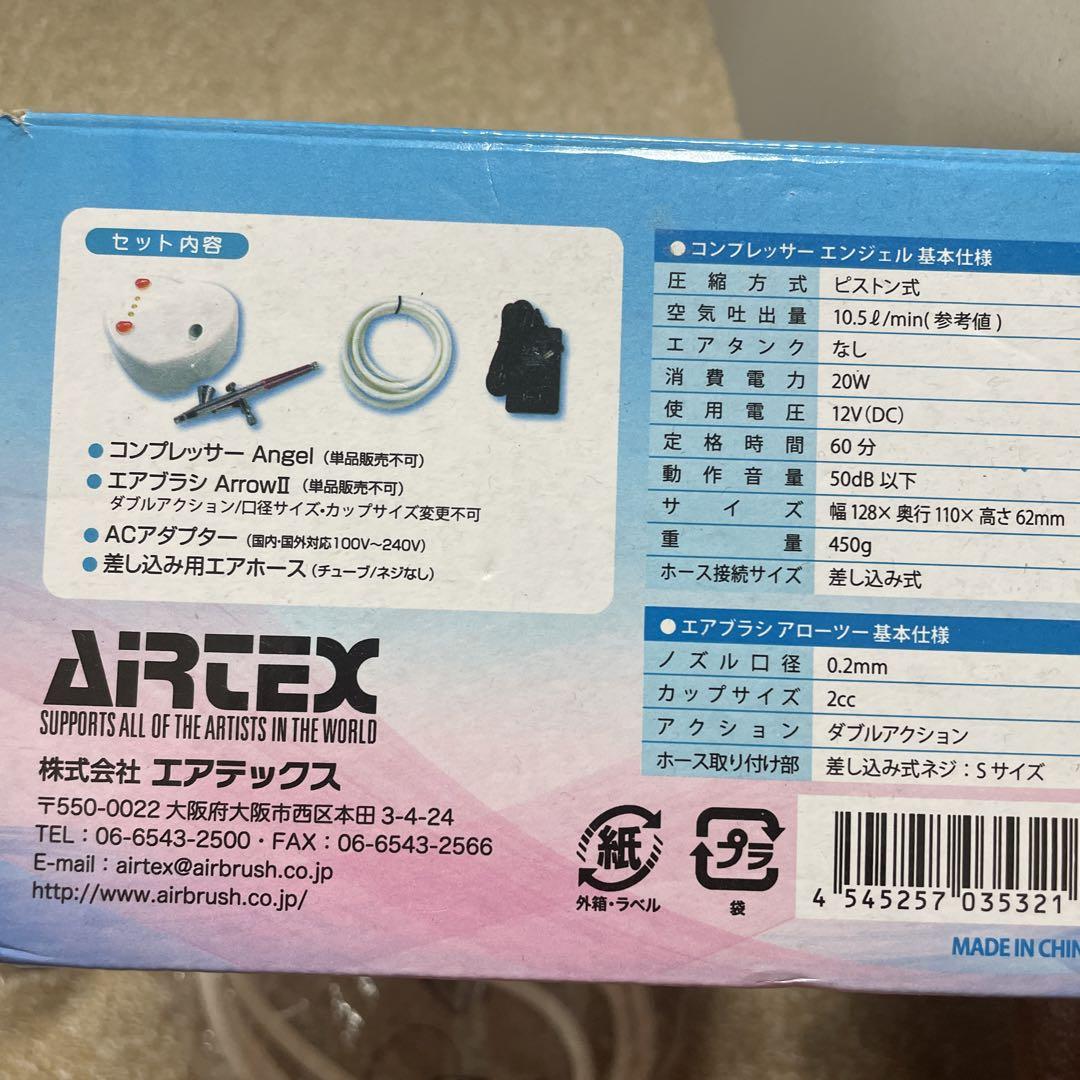 セット内容
● コンプレッサー Angel (単品販売不可)
● エアブラシ ArrowⅡ (単品販売不可)
ダブルアクション/口径サイズ・カップサイズ変更不可
● ACアダプター (国内・国外対応100V〜240V)
● 差し込み用エアホース (チューブ/ネジなし)
AIRTEX
SUPPORTS ALL OF THE ARTISTS IN THE WORLD
株式会社 エアテックス
〒550-0022 大阪府大阪市西区本田 3-4-24
TEL：06-6543-2500・FAX：06-6543-2566
E-mail：airtex@airbrush.co.jp
http://www.airbrush.co.jp/
● コンプレッサー エンジェル 基本仕様
圧縮方式 ピストン式
空気吐出量 10.5ℓ/min(参考値)
エアタンク なし
消費電力 20W
使用電圧 12V(DC)
定格時間 60分
動作音量 50dB以下
サイズ 幅128×奥行110×高さ62mm
重量 450g
ホース接続サイズ 差し込み式
● エアブラシ アローツー 基本仕様
ノズル口径 0.2mm
カップサイズ 2cc
アクション ダブルアクション
ホース取り付け部 差し込み式ネジ：Sサイズ
紙
外箱・ラベル
プラ
袋
4 545257 035321
MADE IN